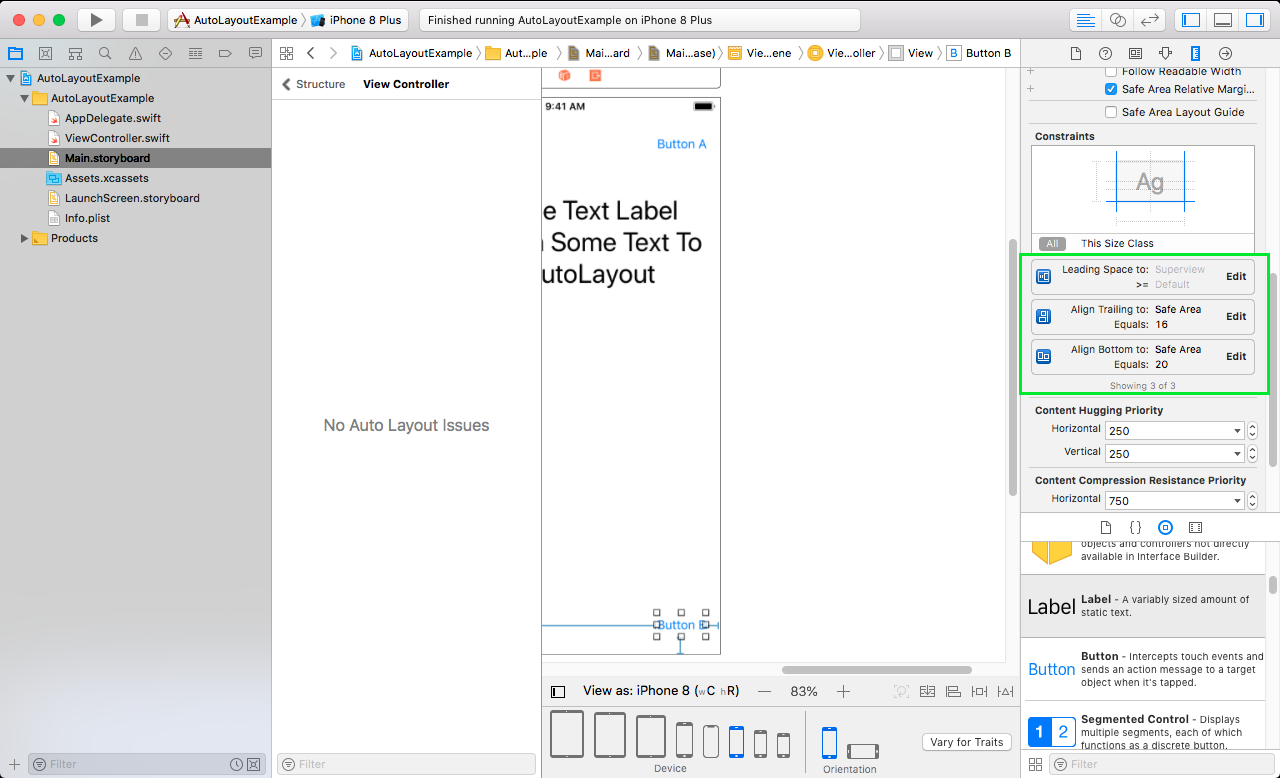 AutoLayoutExample
iPhone 8 Plus
Finished running AutoLayoutExample on iPhone 8 Plus
AutoLayoutExample
Aut...ple
Mai...ard
Mai...ase)
Vie...ene
Vie...oller
View
B Button B
AutoLayoutExample
AutoLayoutExample
AppDelegate.swift
ViewController.swift
Main.storyboard
Assets.xcassets
LaunchScreen.storyboard
Info.plist
Products
Filter
Structure
View Controller
No Auto Layout Issues
Filter
9:41 AM
Button A
e Text Label
Some Text To
utoLayout
Button B
View as: iPhone 8 (wC hR)
83%
Device
Orientation
Vary for Traits
Follow Readable Width
Safe Area Relative Margi...
Safe Area Layout Guide
Constraints
Ag
All This Size Class
Leading Space to: Superview
>= Default
Edit
Align Trailing to: Safe Area
Equals: 16
Edit
Align Bottom to: Safe Area
Equals: 20
Edit
Showing 3 of 3
Content Hugging Priority
Horizontal 250
Vertical 250
Content Compression Resistance Priority
Horizontal 750
{}
objects and controllers not directly
available in Interface Builder.
Label
Label - A variably sized amount of
static text.
Button
Button - Intercepts touch events and
sends an action message to a target
object when it's tapped.
1 2
Segmented Control - Displays
multiple segments, each of which
functions as a discrete button.
Filter